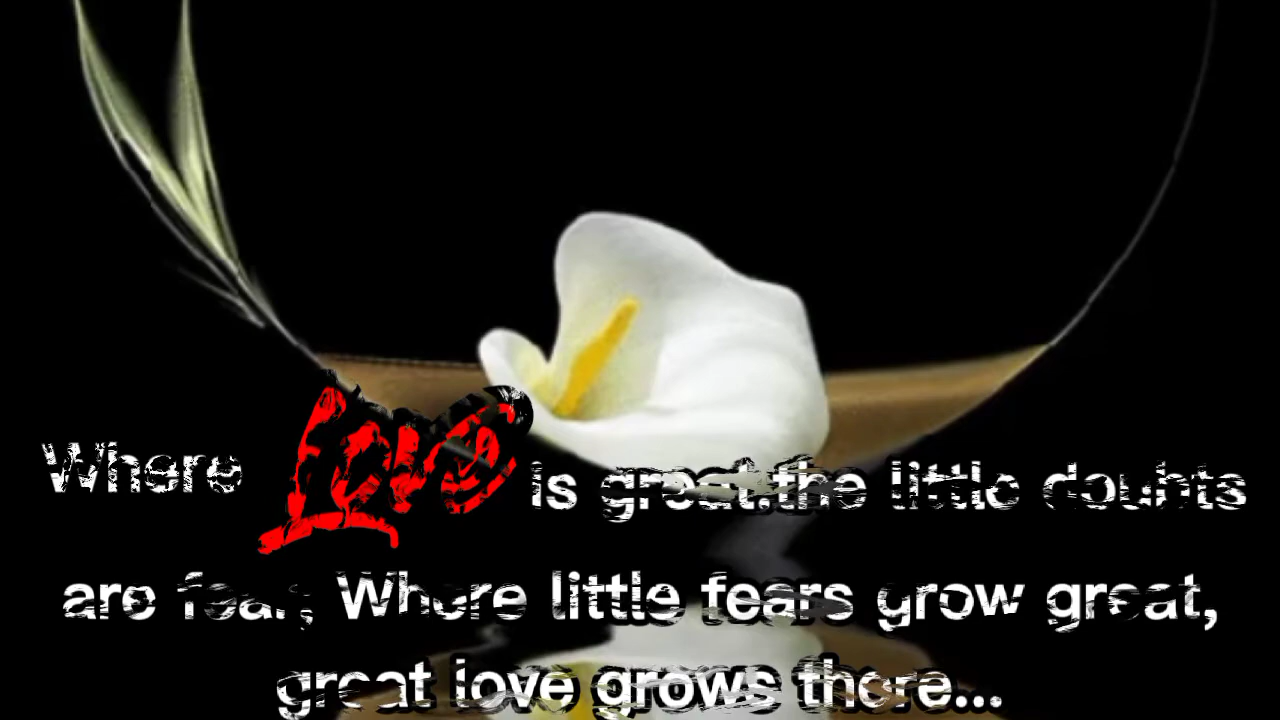 Where Love is great,the little doubts
are fear; Where little fears grow great,
great love grows there...